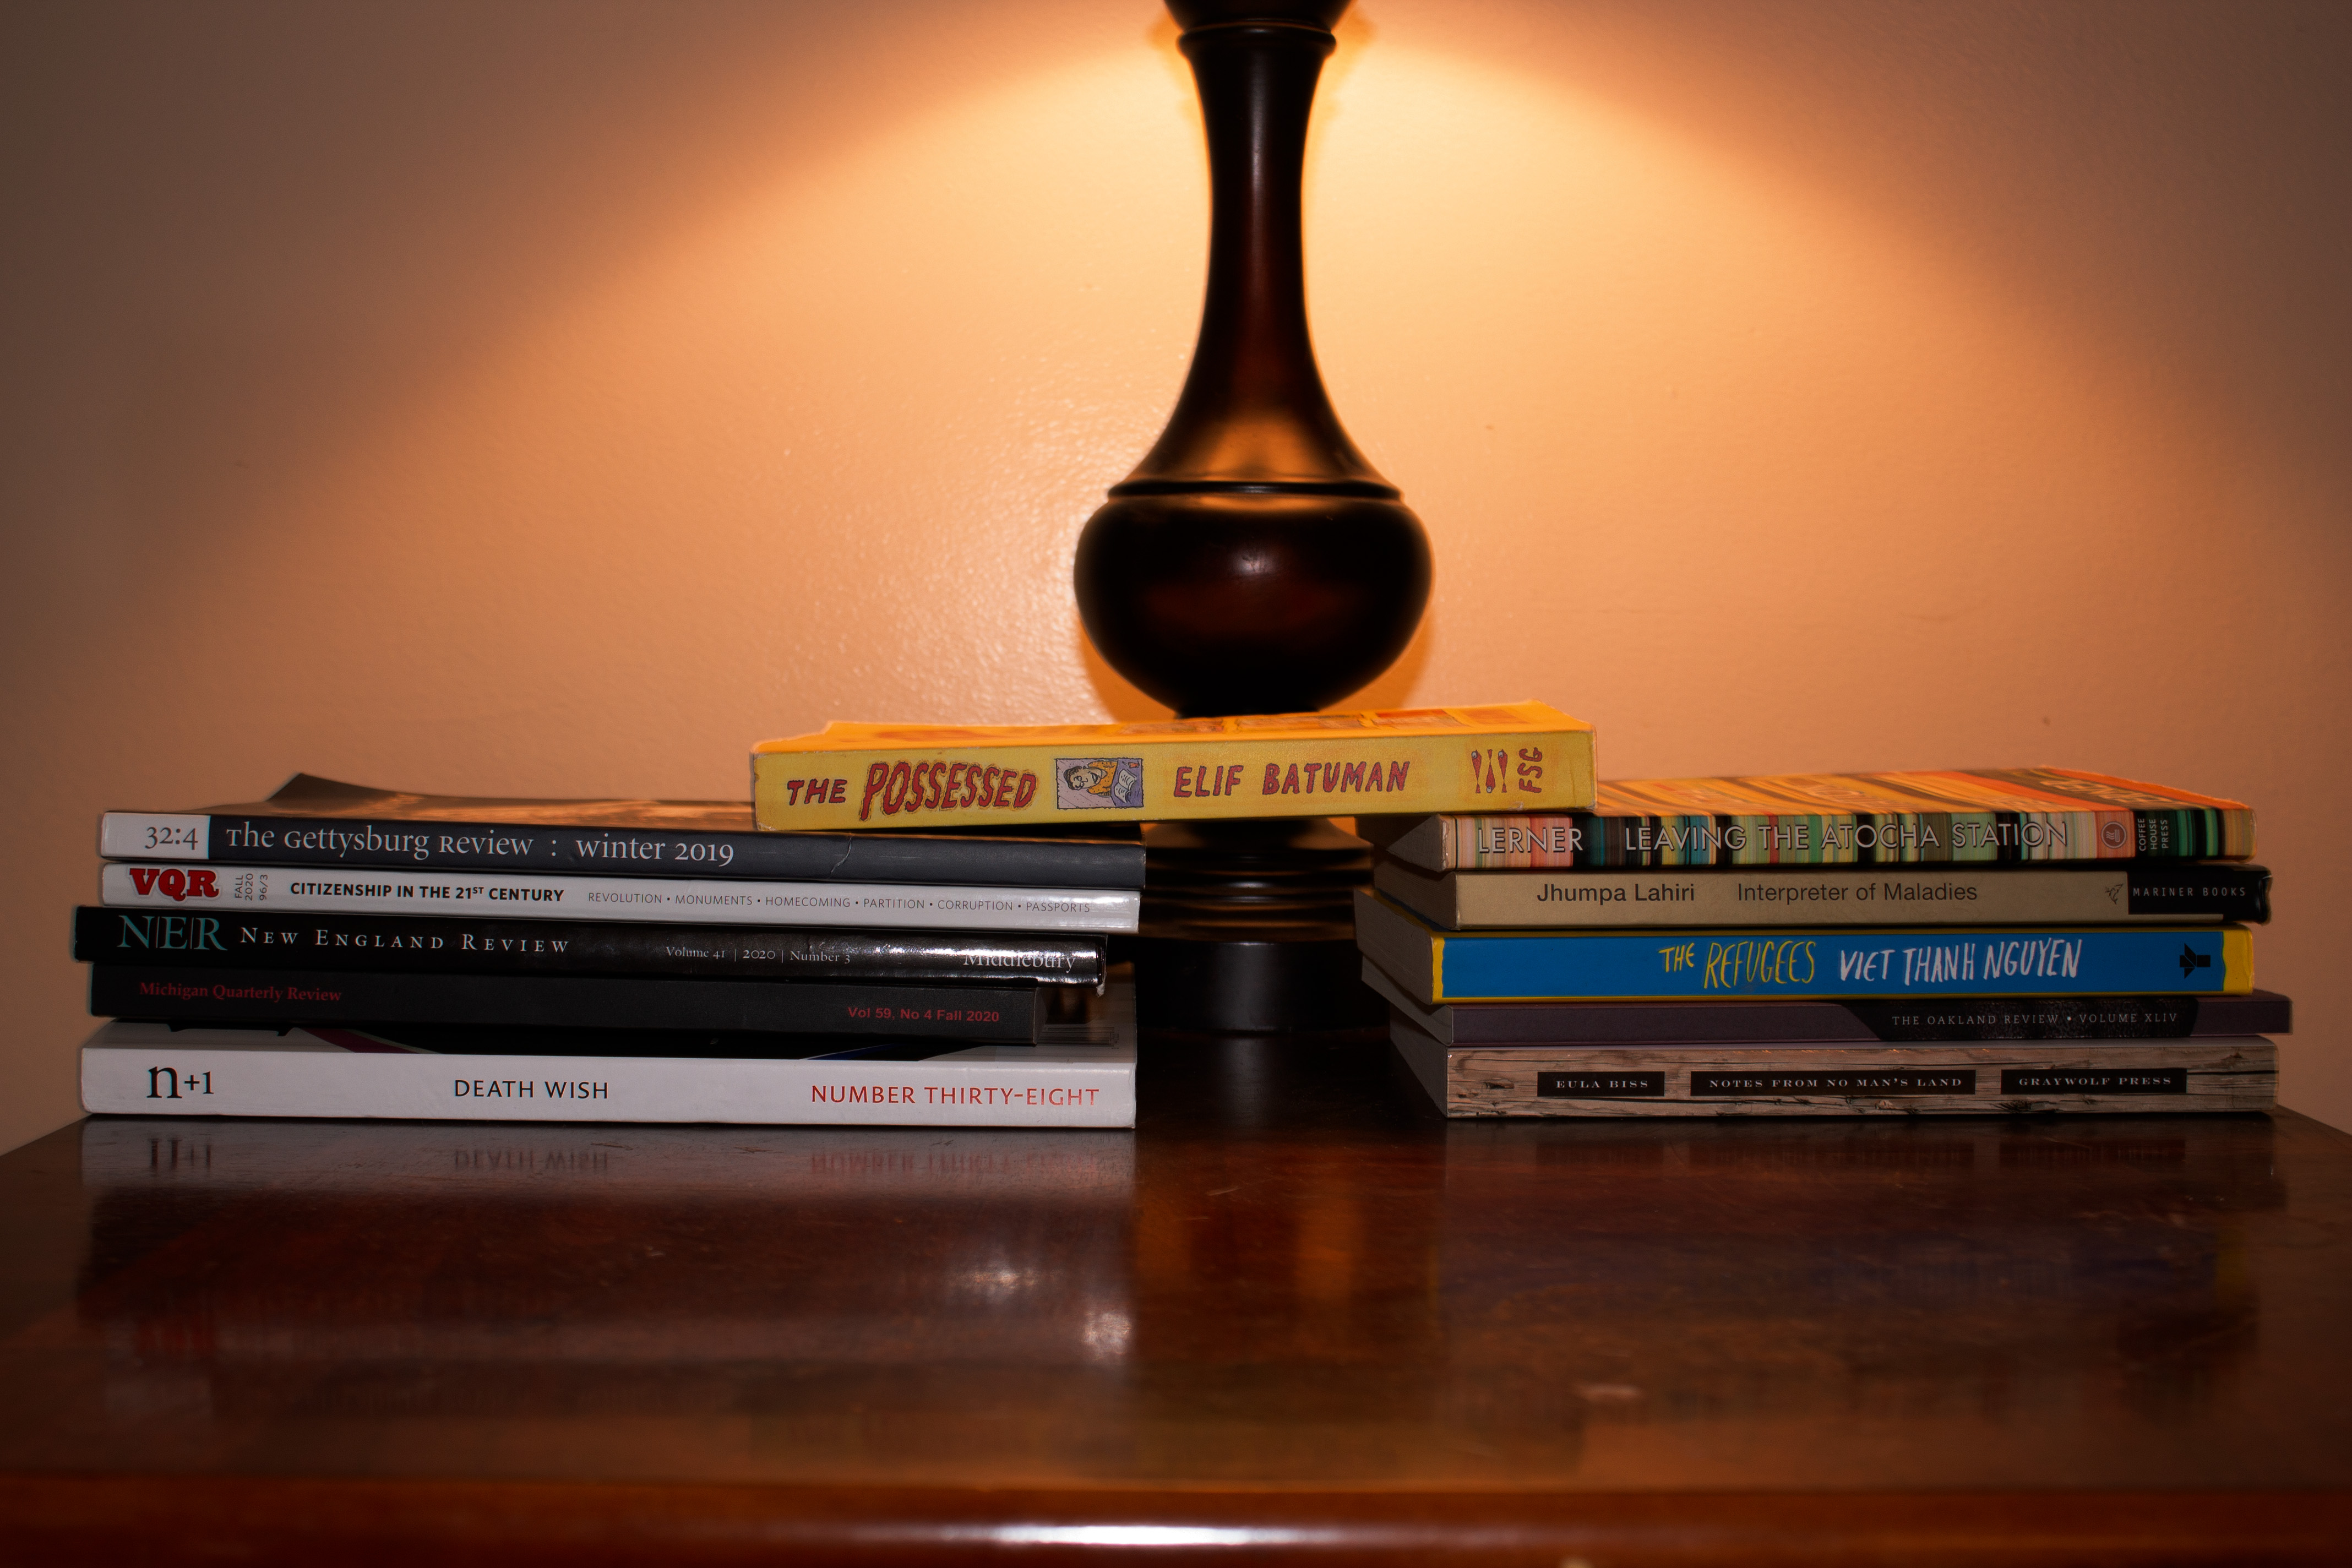 THE POSSESSED ELIF BATUMAN FSG
32:4 The Gettysburg Review : winter 2019
VQR FALL 2020 96/3 CITIZENSHIP IN THE 21ST CENTURY REVOLUTION • MONUMENTS • HOMECOMING • PARTITION • CORRUPTION • PASSPORTS
NER NEW ENGLAND REVIEW Volume 41 | 2020 | Number 3 Middlebury
Michigan Quarterly Review Vol 59, No 4 Fall 2020
n+1 DEATH WISH NUMBER THIRTY-EIGHT
LERNER LEAVING THE ATOCHA STATION COFFEE HOUSE PRESS
Jhumpa Lahiri Interpreter of Maladies MARINER BOOKS
THE REFUGEES VIET THANH NGUYEN
THE OAKLAND REVIEW • VOLUME XLIV
EULA BISS NOTES FROM NO MAN'S LAND GRAYWOLF PRESS